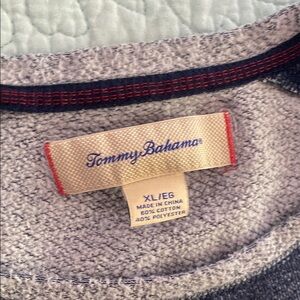 Tommy Bahama®
XL/EG
MADE IN CHINA
60% COTTON
40% POLYESTER